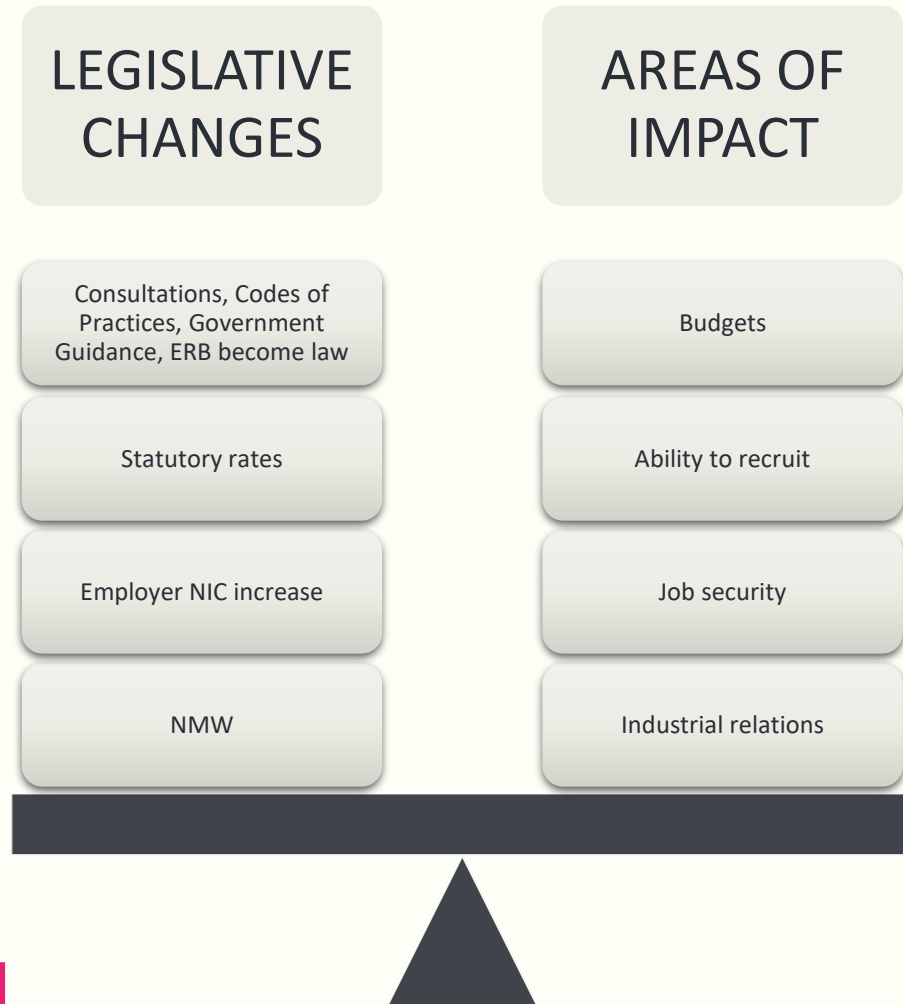 LEGISLATIVE
CHANGES
Consultations, Codes of
Practices, Government
Guidance, ERB become law
Statutory rates
Employer NIC increase
NMW
AREAS OF
IMPACT
Budgets
Ability to recruit
Job security
Industrial relations